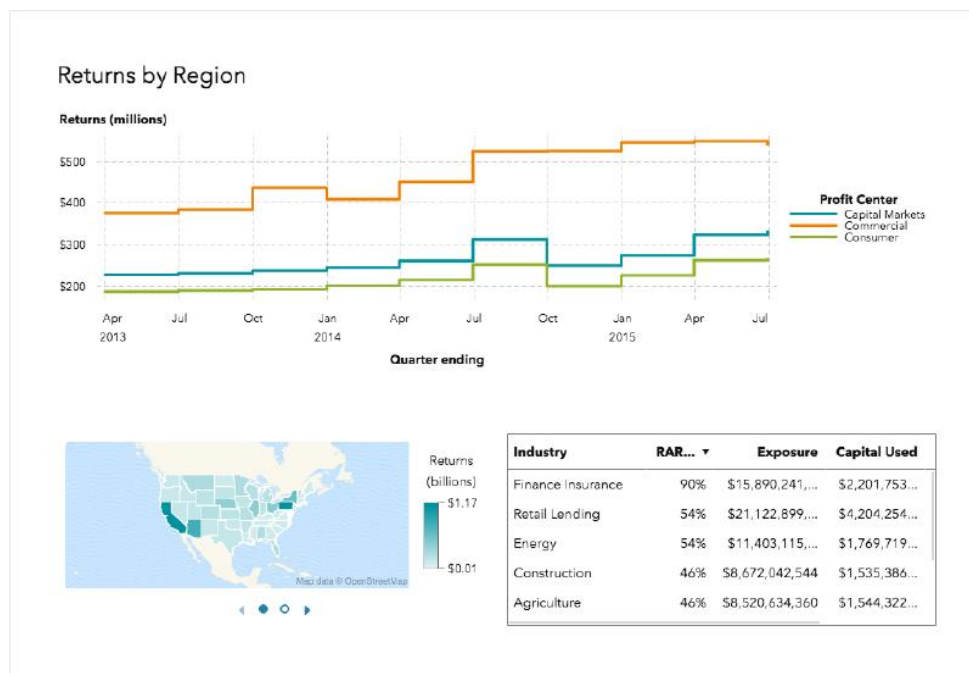 Returns by Region
Returns (millions)
$500
$400
$300
$200
Apr Jul Oct Jan Apr Jul Oct Jan Apr Jul
2013 2014 2015
Quarter ending
Profit Center
Capital Markets
Commercial
Consumer
Returns
(billions)
$1.17
$0.01
Map data © OpenStreetMap
Industry RAR... ▼ Exposure Capital Used
Finance Insurance 90% $15,890,241,... $2,201,753...
Retail Lending 54% $21,122,899,... $4,204,254...
Energy 54% $11,403,115,... $1,769,719...
Construction 46% $8,672,042,544 $1,535,386...
Agriculture 46% $8,520,634,360 $1,544,322...